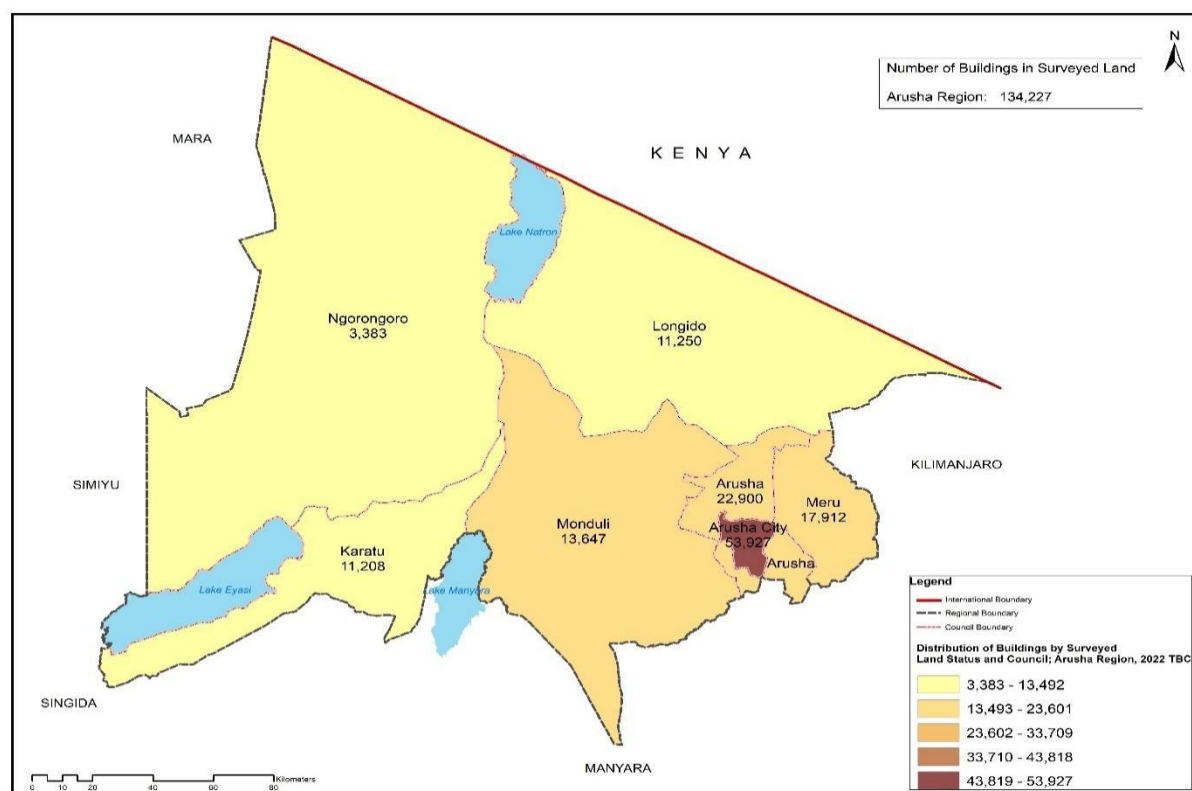 N
Number of Buildings in Surveyed Land
Arusha Region: 134,227
MARA
KENYA
Lake Natron
Ngorongoro
3,383
Longido
11,250
SIMIYU
KILIMANJARO
Arusha
22,900
Meru
17,912
Monduli
13,647
Arusha City
53,927
Arusha
Karatu
11,208
Lake Eyasi
Lake Manyara
SINGIDA
MANYARA
Legend
International Boundary
Regional Boundary
Council Boundary
Distribution of Buildings by Surveyed
Land Status and Council; Arusha Region, 2022 TBC
3,383 - 13,492
13,493 - 23,601
23,602 - 33,709
33,710 - 43,818
43,819 - 53,927
Kilometers
0 10 20 40 60 80